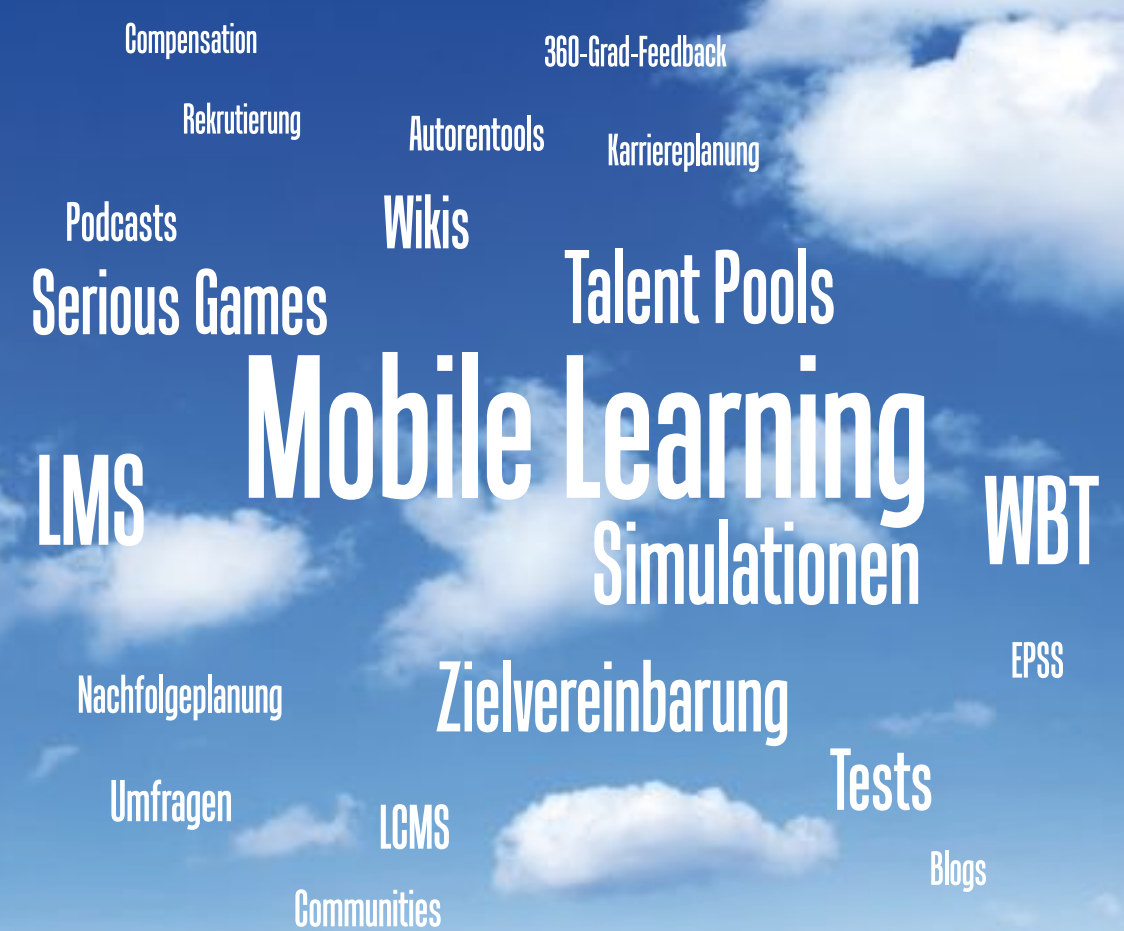 Compensation
360-Grad-Feedback
Rekrutierung
Autorentools
Karriereplanung
Podcasts
Wikis
Serious Games
Talent Pools
Mobile Learning
LMS
WBT
Simulationen
EPSS
Nachfolgeplanung
Zielvereinbarung
Tests
Umfragen
LCMS
Blogs
Communities